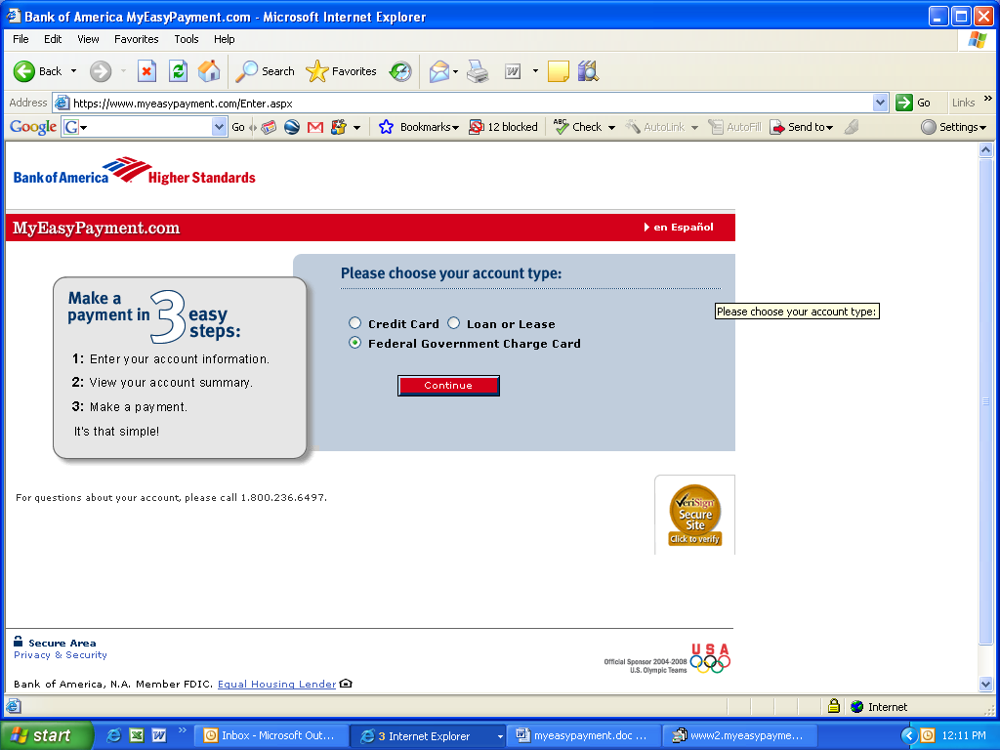 Bank of America MyEasyPayment.com - Microsoft Internet Explorer
File Edit View Favorites Tools Help
Back Search Favorites
Address https://www.myeasypayment.com/Enter.aspx Go Links »
Google G Go 12 blocked Bookmarks ABC Check AutoLink AutoFill Send to Settings
Bank of America Higher Standards
MyEasyPayment.com en Español
Please choose your account type:
Make a
payment in 3 easy
steps:
1: Enter your account information.
2: View your account summary.
3: Make a payment.
It's that simple!
Credit Card Loan or Lease
Federal Government Charge Card
Continue
Please choose your account type:
For questions about your account, please call 1.800.236.6497.
VeriSign
Secure
Site
Click to verify
Secure Area
Privacy & Security
USA
Official Sponsor 2004-2008
U.S. Olympic Teams
Bank of America, N.A. Member FDIC. Equal Housing Lender
Internet
start » Inbox - Microsoft Out... 3 Internet Explorer myeasypayment.doc ... www2.myeasypayme... 12:11 PM